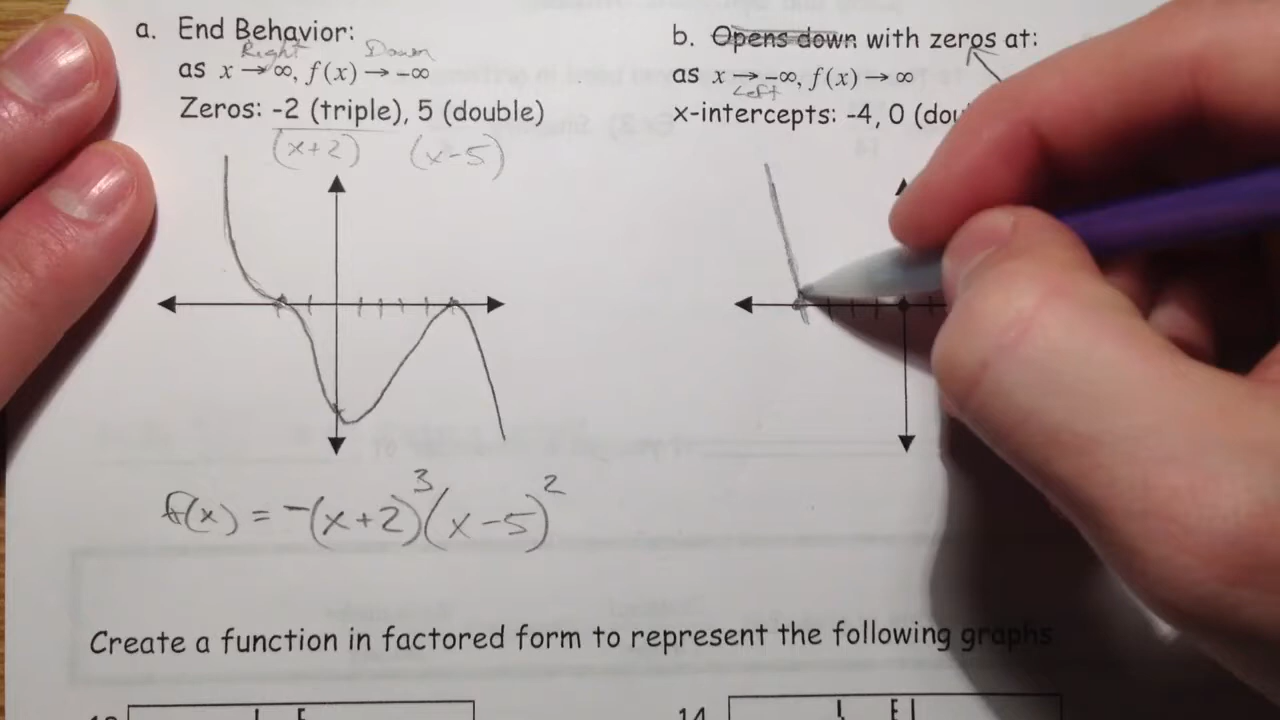 a. End Behavior:
Right Down
as x → ∞, f(x) → -∞
Zeros: -2 (triple), 5 (double)
(x+2) (x-5)
f(x) = -(x+2)³(x-5)²
b. Opens down with zeros at:
as x → -∞, f(x) → ∞
Left
x-intercepts: -4, 0 (dou
Create a function in factored form to represent the following graphs
14